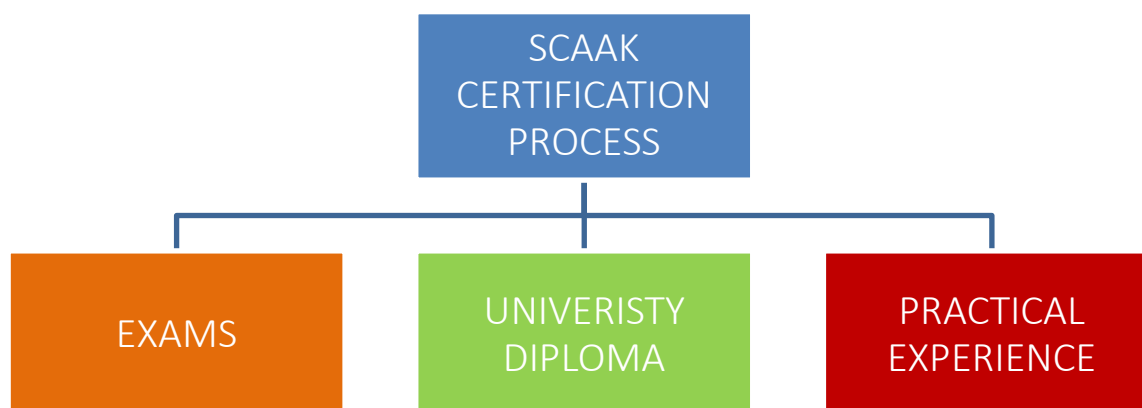 SCAAK
CERTIFICATION
PROCESS
EXAMS
UNIVERISTY
DIPLOMA
PRACTICAL
EXPERIENCE